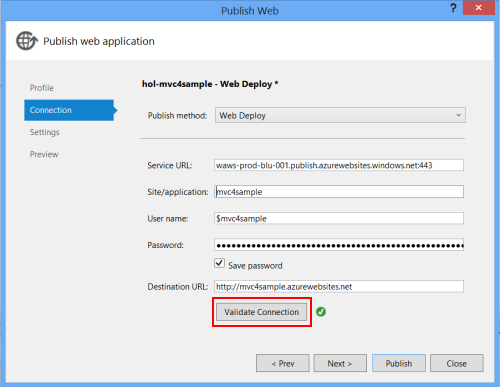 Publish Web
?
Publish web application
Profile
Connection
Settings
Preview
hol-mvc4sample - Web Deploy *
Publish method: Web Deploy
Service URL: waws-prod-blu-001.publish.azurewebsites.windows.net:443
Site/application: mvc4sample
User name: $mvc4sample
Password: ●●●●●●●●●●●●●●●●●●●●●●●●●●●●●●●●●●●●●●●●●●●●●
Save password
Destination URL: http://mvc4sample.azurewebsites.net
Validate Connection
< Prev Next > Publish Close